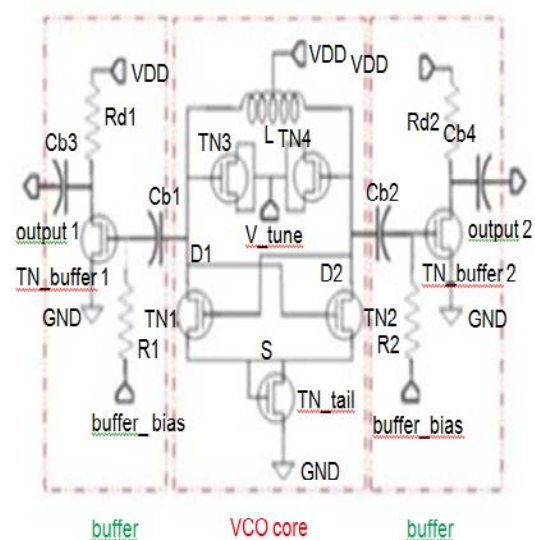 VDD
VDD
VDD
Rd1
L
Rd2
TN3
TN4
Cb3
Cb4
Cb1
Cb2
V_tune
output 1
output 2
D1
D2
TN_buffer 1
TN_buffer 2
GND
TN1
TN2
GND
R1
S
R2
TN_tail
buffer_bias
buffer_bias
GND
buffer
VCO core
buffer